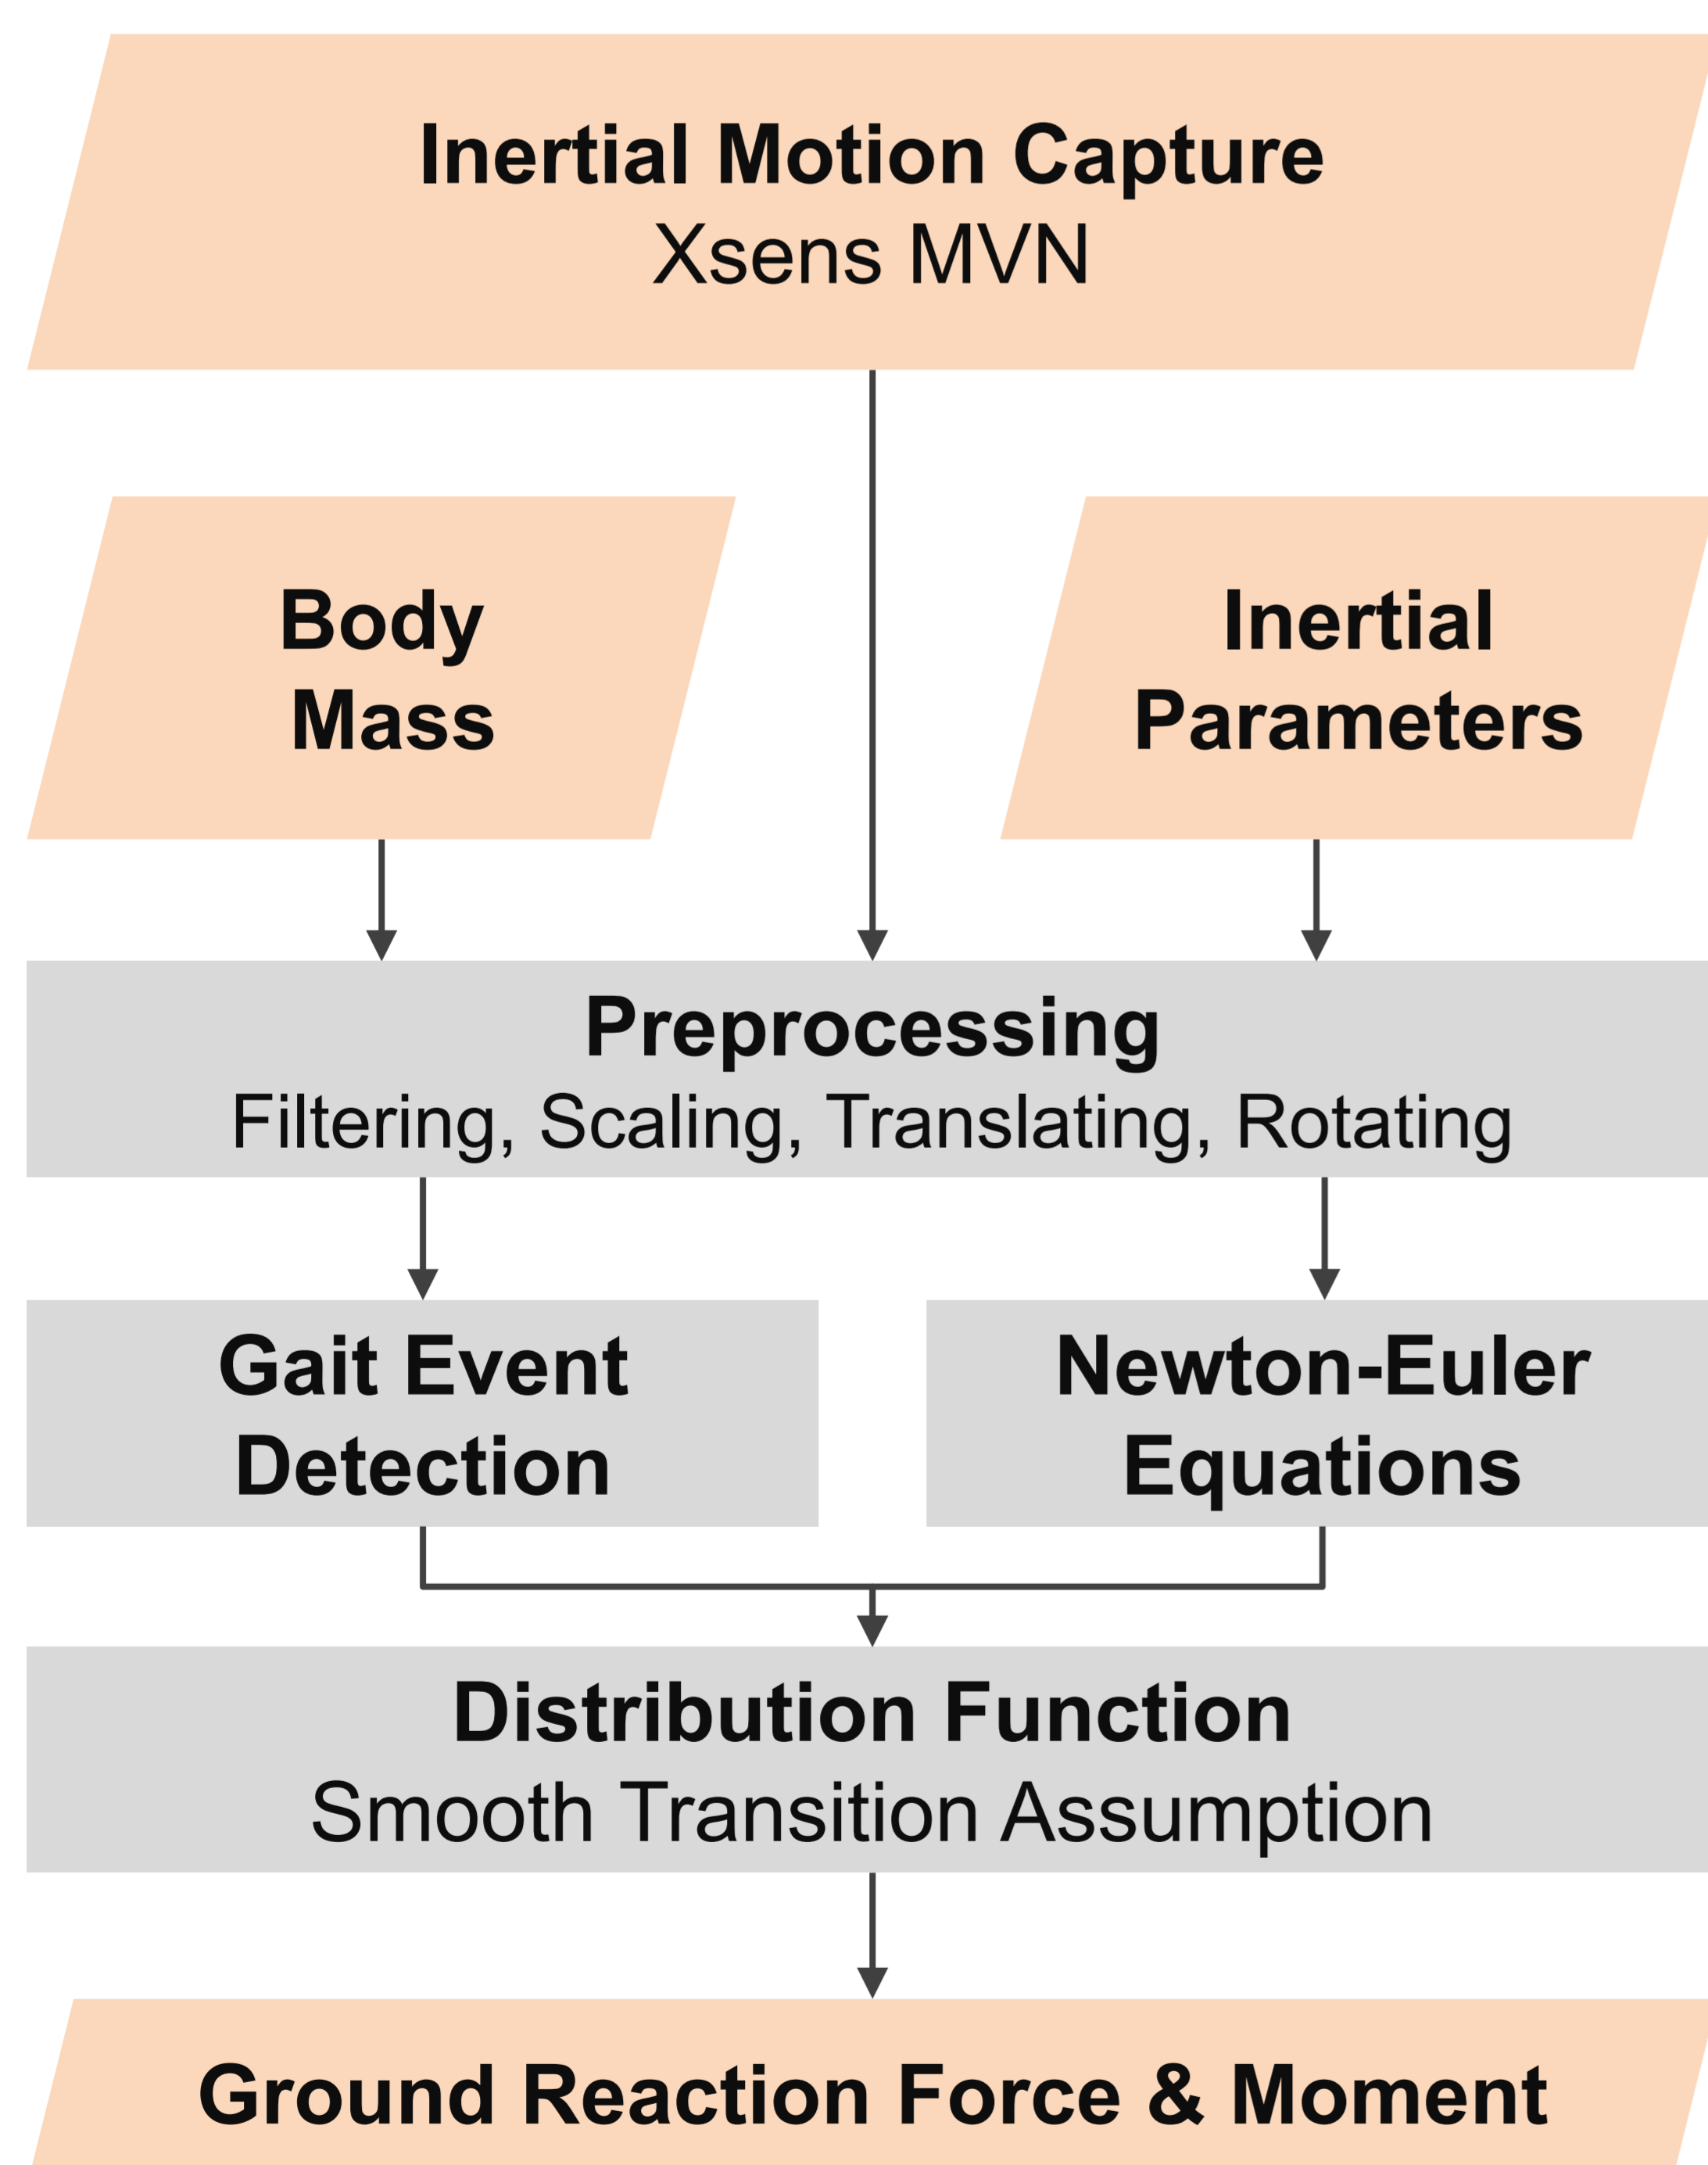 Inertial Motion Capture
Xsens MVN
Body
Mass
Inertial
Parameters
Preprocessing
Filtering, Scaling, Translating, Rotating
Gait Event
Detection
Newton-Euler
Equations
Distribution Function
Smooth Transition Assumption
Ground Reaction Force & Moment